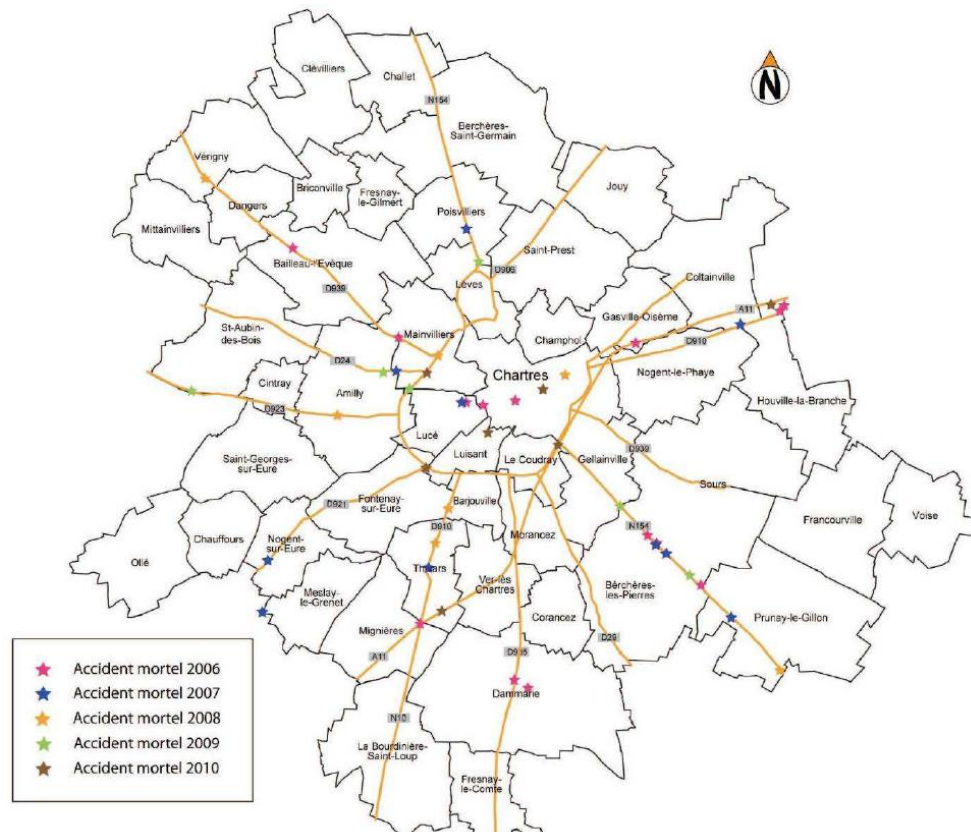 Clévilliers
Challet
N
N154
Berchères-
Saint-Germain
Vérigny
Briconville
Fresnay-
le-Gilmert
Jouy
Dangers
Poisvilliers
Mittainvilliers
Saint-Prest
Bailleau-l'Evêque
D906
Coltainville
Lèves
D939
A11
Gasville-Oisème
St-Aubin-
des-Bois
Mainvilliers
Champhol
D910
D24
Chartres
Nogent-le-Phaye
Cintray
Amilly
Houville-la-Branche
D923
Lucé
Luisant
Le Coudray
Gellainville
D939
Saint-Georges-
sur-Eure
Sours
D921
Fontenay-
sur-Eure
Barjouville
Francourville
Voise
D910
N154
Morancez
Ollé
Chauffours
Nogent-
sur-Eure
Thivars
Ver-lès
Chartres
Bèrchères-
les-Pierres
Meslay-
le-Grenet
Corancez
Prunay-le-Gillon
Mignières
D29
A11
D935
Dammarie
N10
La Bourdinière-
Saint-Loup
Fresnay-
le-Comte
Accident mortel 2006
Accident mortel 2007
Accident mortel 2008
Accident mortel 2009
Accident mortel 2010